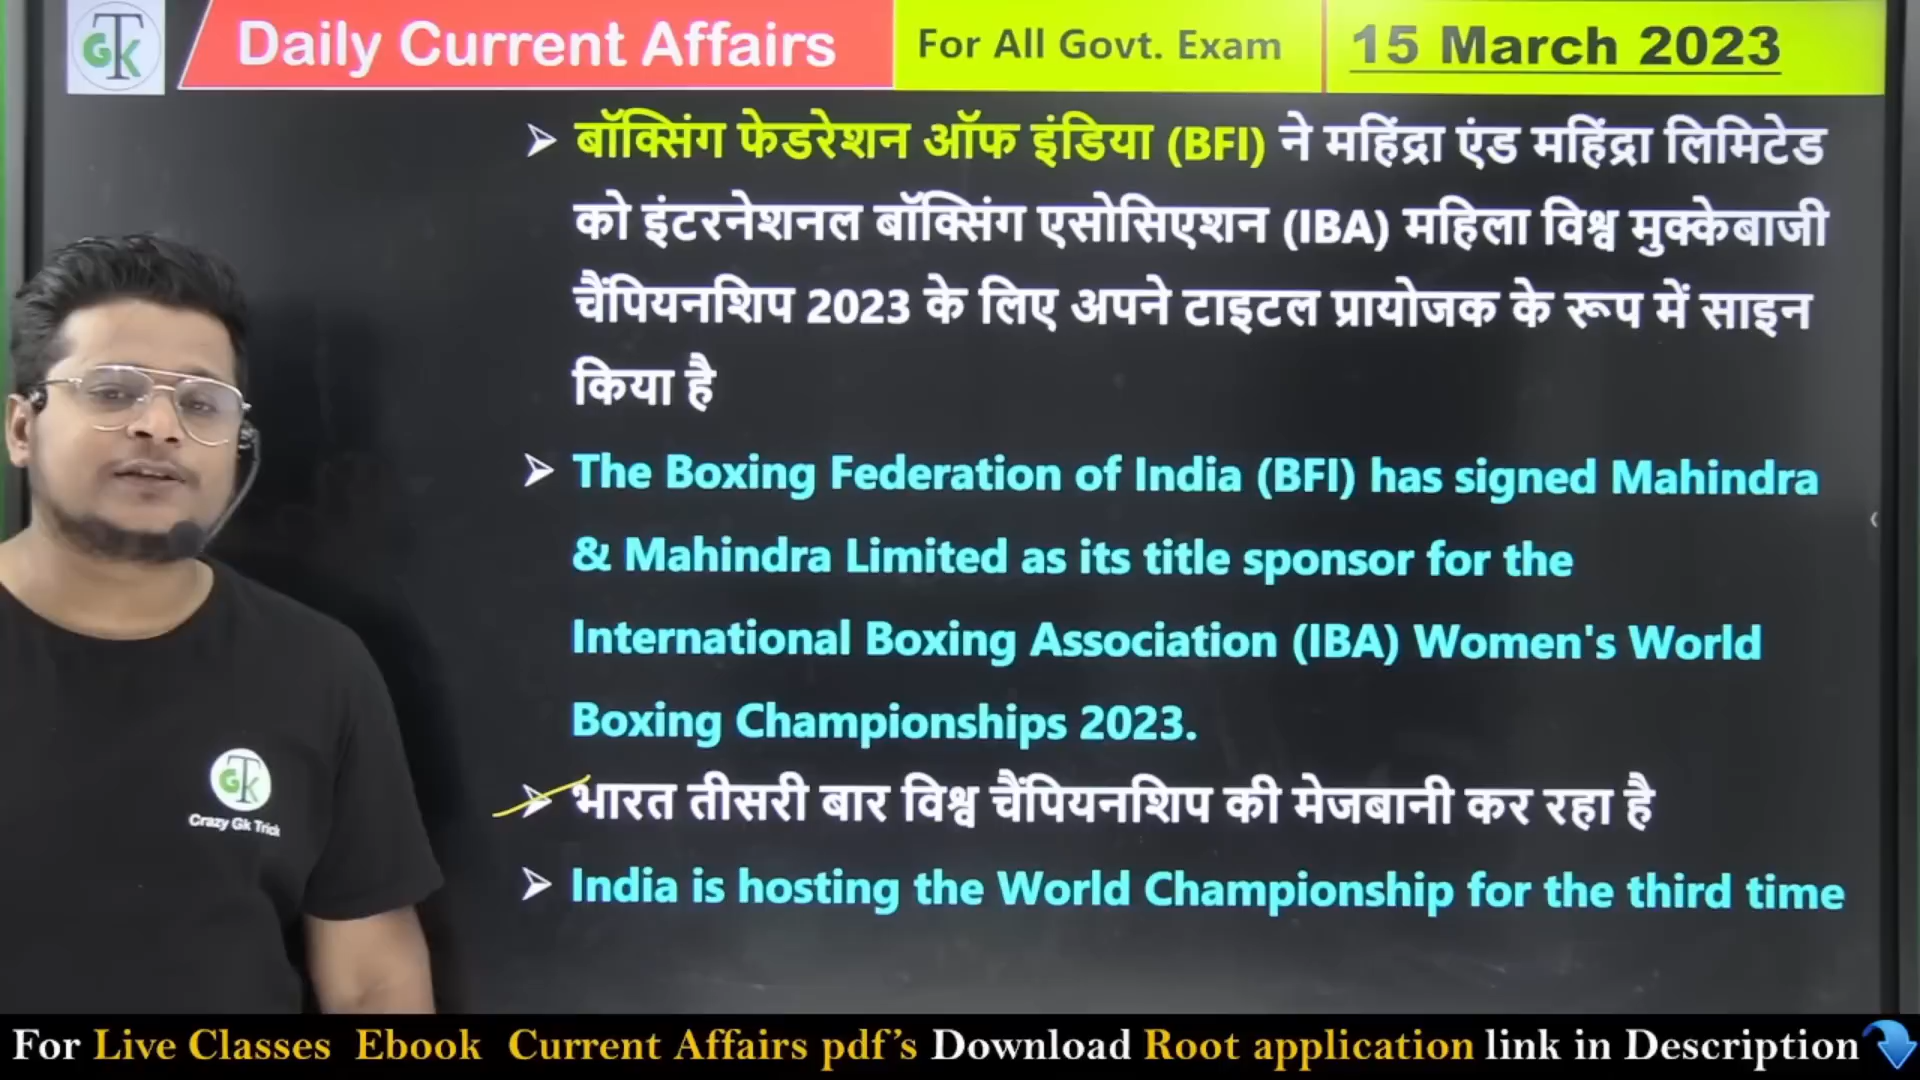 GTK
Daily Current Affairs
For All Govt. Exam
15 March 2023
➢ बॉक्सिंग फेडरेशन ऑफ इंडिया (BFI) ने महिंद्रा एंड महिंद्रा लिमिटेड
को इंटरनेशनल बॉक्सिंग एसोसिएशन (IBA) महिला विश्व मुक्केबाजी
चैंपियनशिप 2023 के लिए अपने टाइटल प्रायोजक के रूप में साइन
किया है
➢ The Boxing Federation of India (BFI) has signed Mahindra
& Mahindra Limited as its title sponsor for the
International Boxing Association (IBA) Women's World
Boxing Championships 2023.
➢ भारत तीसरी बार विश्व चैंपियनशिप की मेजबानी कर रहा है
➢ India is hosting the World Championship for the third time
GTK
Crazy Gk Trick
For Live Classes Ebook Current Affairs pdf’s Download Root application link in Description